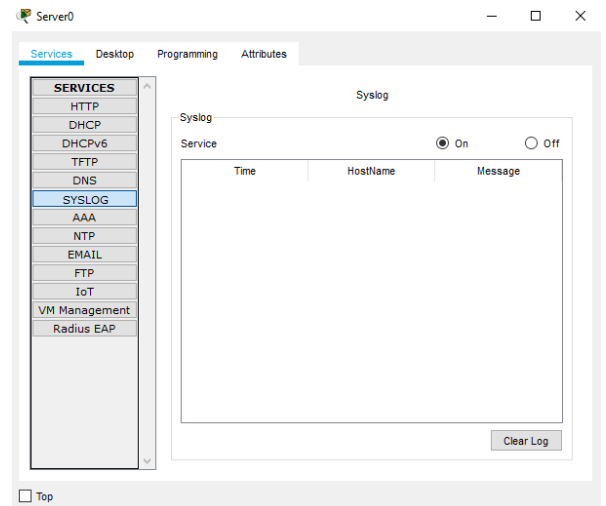 Server0
Services Desktop Programming Attributes
SERVICES
HTTP
DHCP
DHCPv6
TFTP
DNS
SYSLOG
AAA
NTP
EMAIL
FTP
IoT
VM Management
Radius EAP
Syslog
Syslog
Service On Off
Time HostName Message
Clear Log
Top